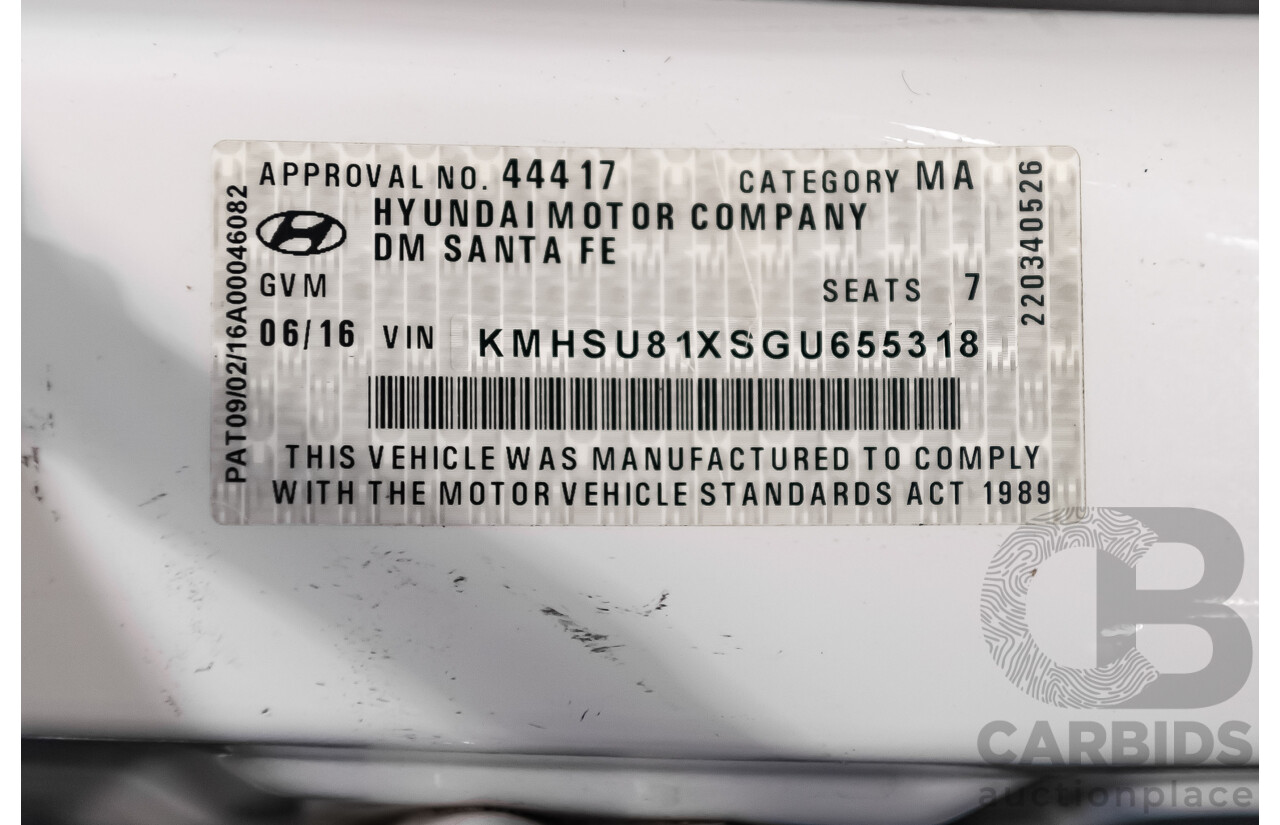 APPROVAL NO. 44417 CATEGORY MA
HYUNDAI MOTOR COMPANY
DM SANTA FE
GVM SEATS 7
06/16 VIN KMHSU81XSGU655318
THIS VEHICLE WAS MANUFACTURED TO COMPLY
WITH THE MOTOR VEHICLE STANDARDS ACT 1989
PAT09/02/16A00046082
220340526
CB
CARBIDS
auctionplace